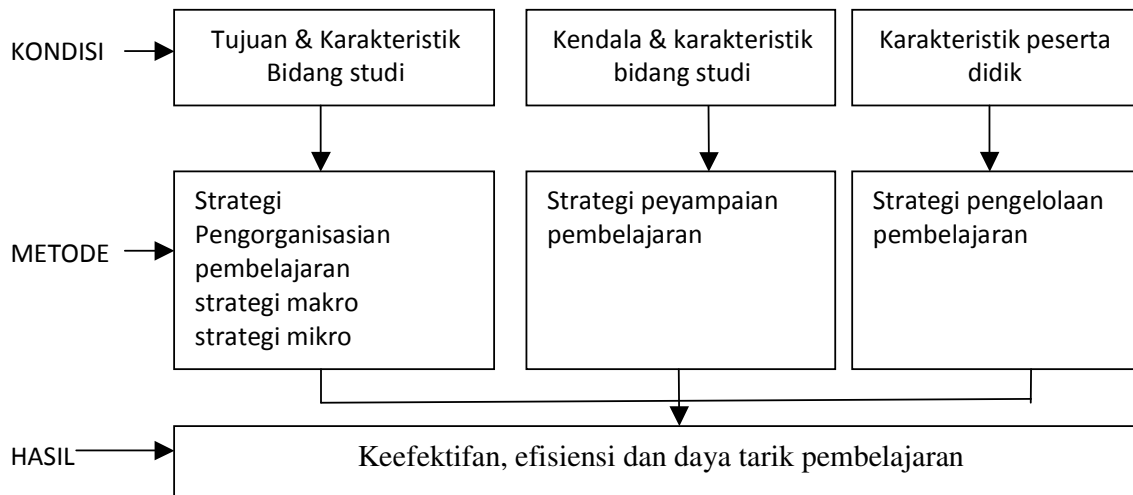 KONDISI
Tujuan & Karakteristik
Bidang studi
Kendala & karakteristik
bidang studi
Karakteristik peserta
didik
METODE
Strategi
Pengorganisasian
pembelajaran
strategi makro
strategi mikro
Strategi peyampaian
pembelajaran
Strategi pengelolaan
pembelajaran
HASIL
Keefektifan, efisiensi dan daya tarik pembelajaran